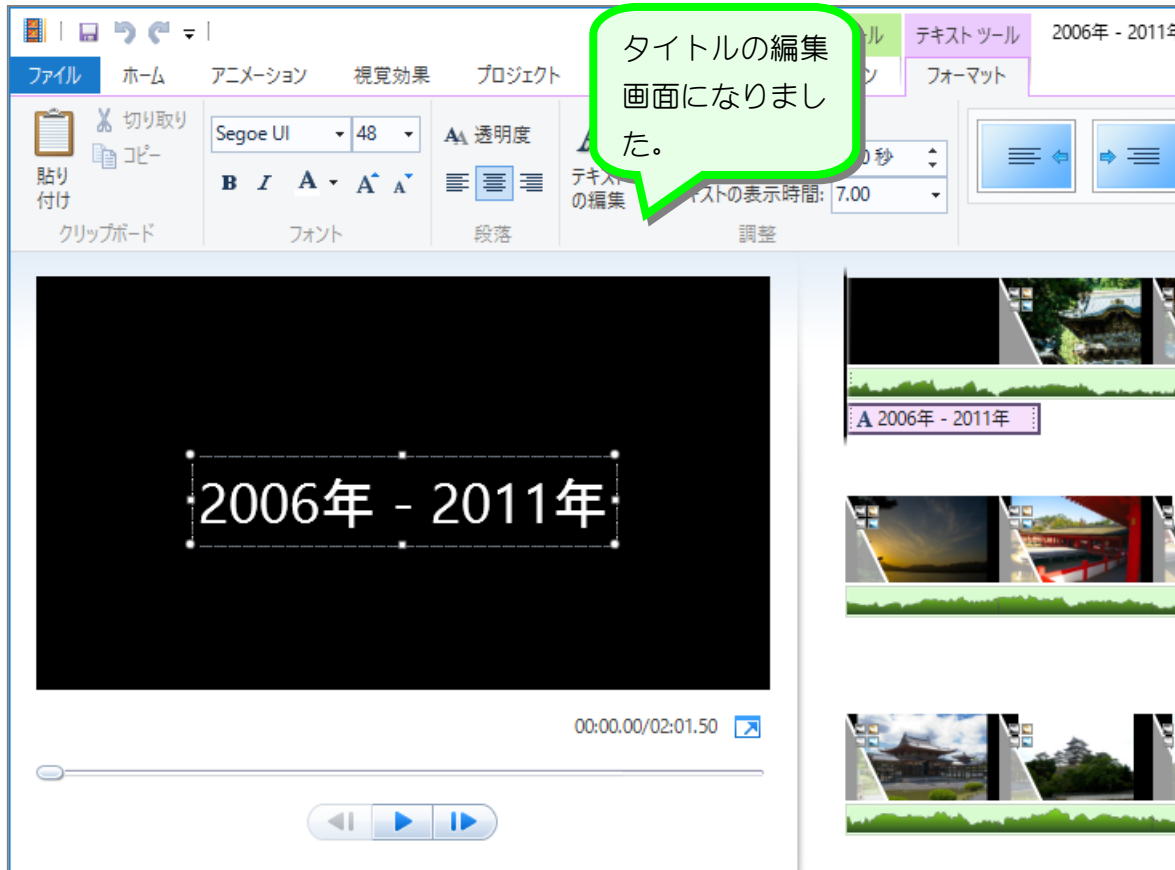 タイトルの編集
画面になりまし
た。
ール
テキスト ツール
2006年 - 2011年
ファイル
ホーム
アニメーション
視覚効果
プロジェクト
ン
フォーマット
貼り
付け
切り取り
コピー
クリップボード
Segoe UI
48
B I A A A
フォント
透明度
段落
テキスト
の編集
0 秒
テキストの表示時間: 7.00
調整
2006年 - 2011年
00:00.00/02:01.50
A 2006年 - 2011年